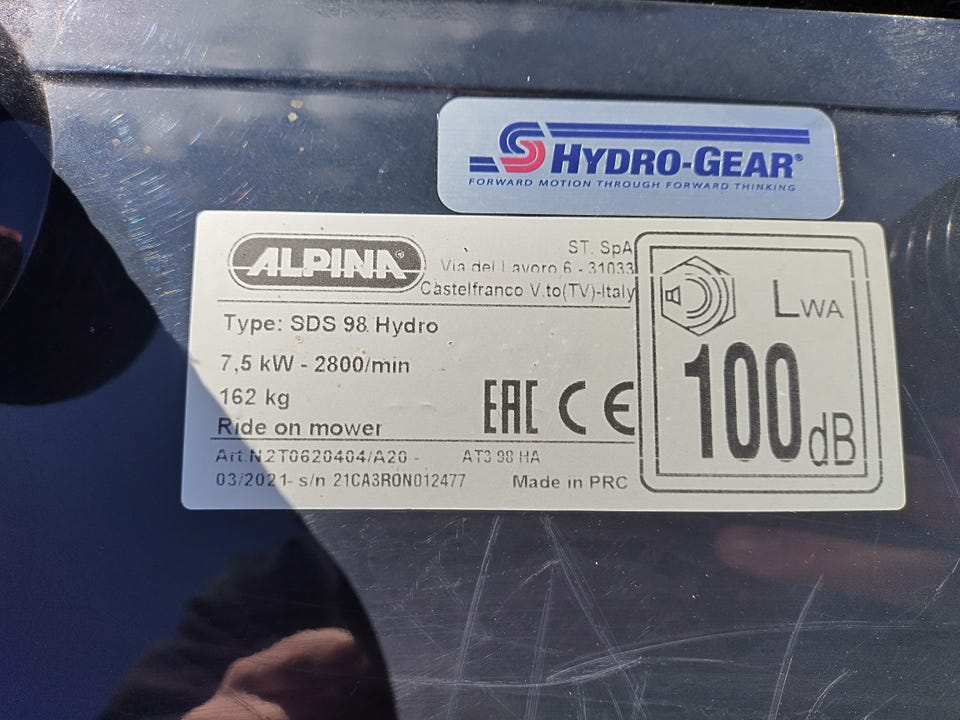 HYDRO-GEAR®
FORWARD MOTION THROUGH FORWARD THINKING
ALPINA®
ST. SpA
Via del Lavoro,6 - 31033
Castelfranco V.to(TV)-Italy
Type: SDS 98 Hydro
7,5 kW - 2800/min
162 kg
Ride on mower
EAC CE
Art.N 2T0620404/A20 - AT3 98 HA
03/2021- s/n 21CA3RON012477 Made in PRC
LWA
100dB